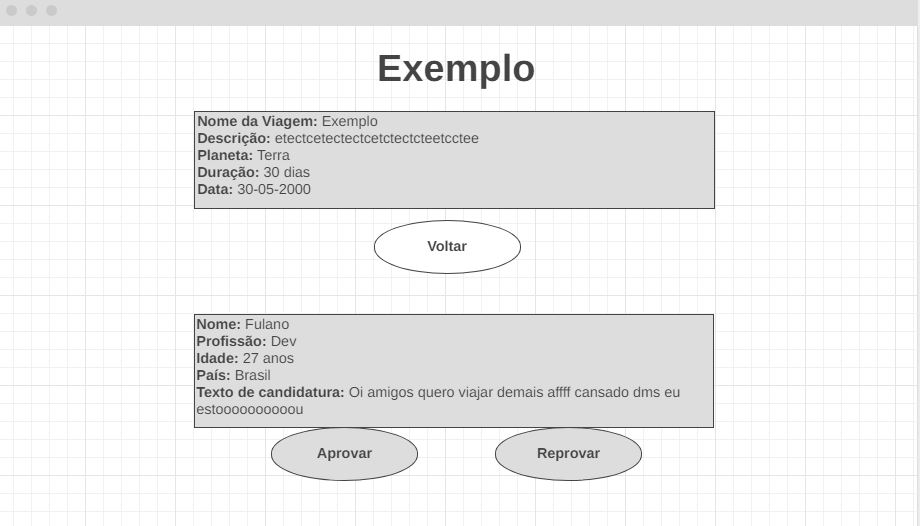 Exemplo
Nome da Viagem: Exemplo
Descrição: etectcetectectcetctectcteetcctee
Planeta: Terra
Duração: 30 dias
Data: 30-05-2000
Voltar
Nome: Fulano
Profissão: Dev
Idade: 27 anos
País: Brasil
Texto de candidatura: Oi amigos quero viajar demais affff cansado dms eu
estoooooooooou
Aprovar
Reprovar